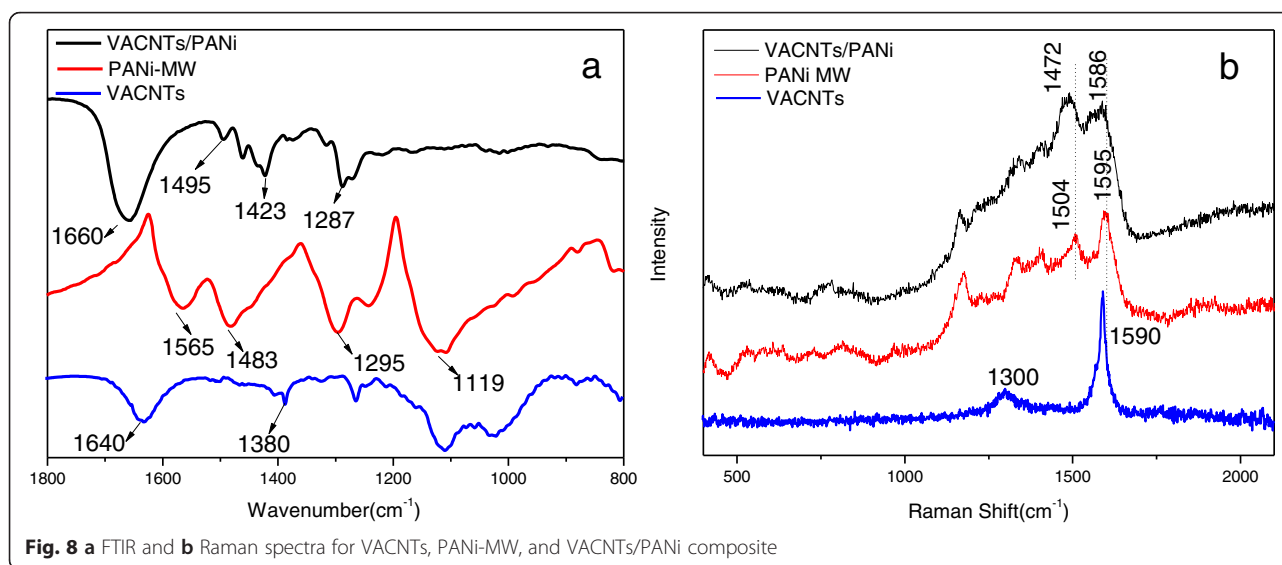 VACNTs/PANi
PANi-MW
VACNTs
a
1495
1423
1287
1660
1565
1483
1295
1119
1640
1380
1800 1600 1400 1200 1000 800
Wavenumber(cm-1)
VACNTs/PANi
PANi MW
VACNTs
b
1472
1586
1504
1595
1590
1300
Intensity
500 1000 1500 2000
Raman Shift(cm-1)
Fig. 8 a FTIR and b Raman spectra for VACNTs, PANi-MW, and VACNTs/PANi composite